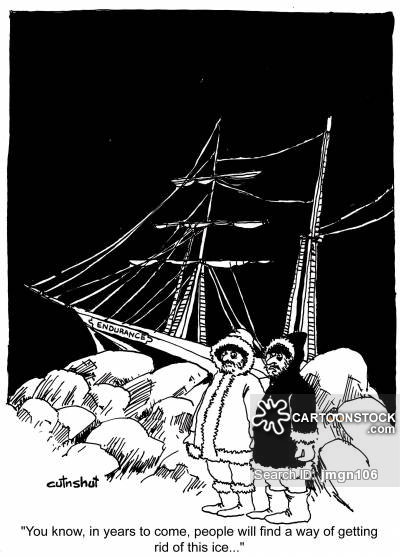 ENDURANCE
CARTOONSTOCK
.com
Search ID: jmgn106
cutnshut
"You know, in years to come, people will find a way of getting
rid of this ice..."